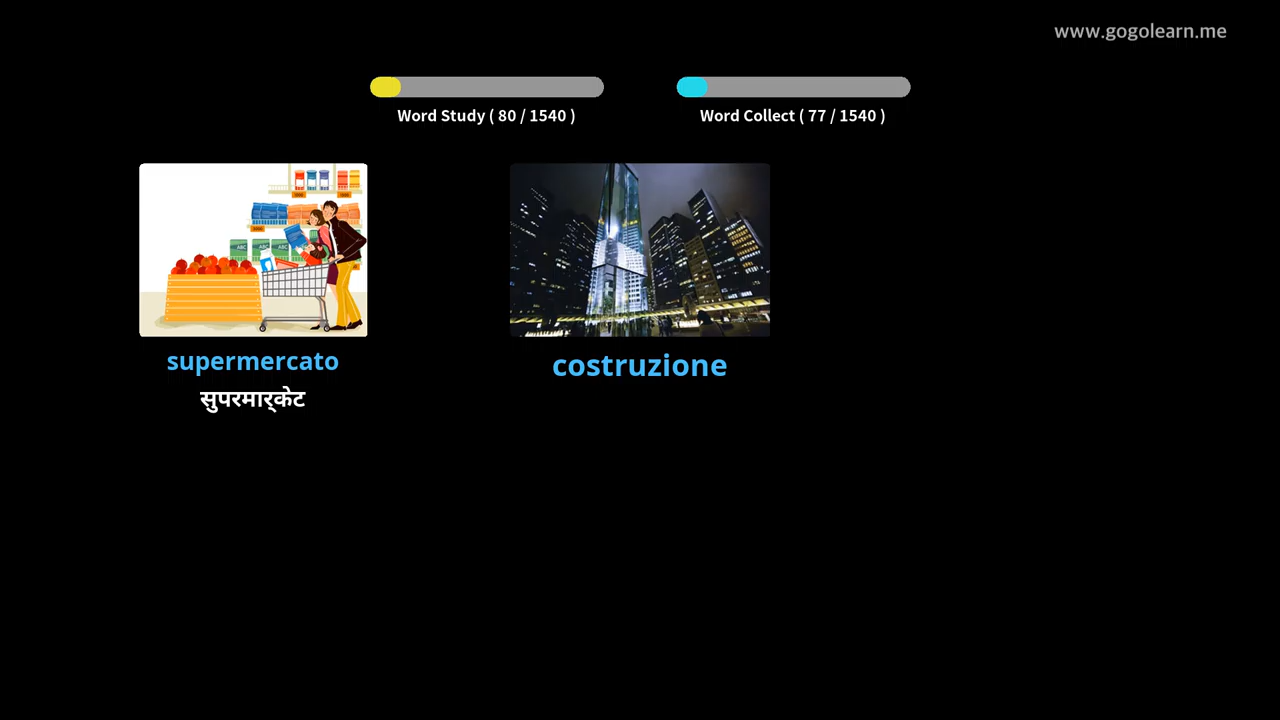 www.gogolearn.me
Word Study ( 80 / 1540 )
Word Collect ( 77 / 1540 )
supermercato
सुपरमार्केट
costruzione